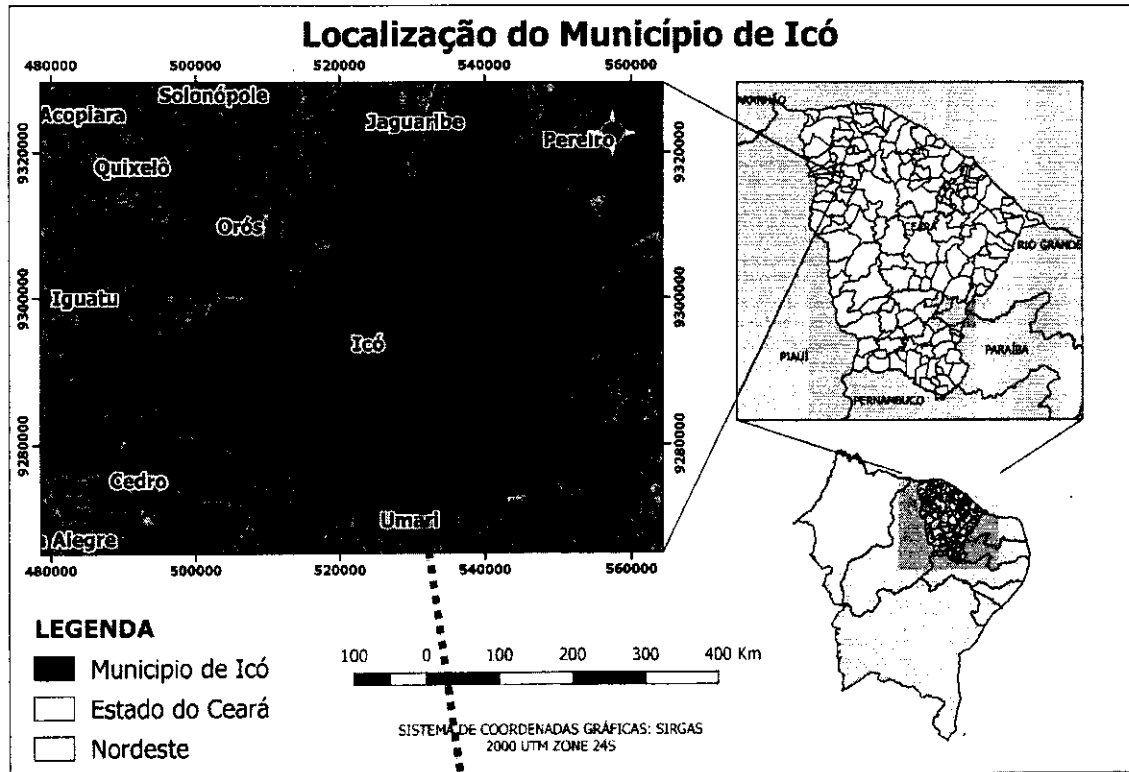 Localização do Município de Icó
480000 500000 520000 540000 560000
Solonópole
Acopiara
Jaguaribe
Pereiro
9320000
9320000
Quixelô
Orós
Iguatu
9300000
9300000
Icó
9280000
9280000
Cedro
Umari
Alegre
480000 500000 520000 540000 560000
CEARÁ
RIO GRANDE
PIAUÍ
PARAÍBA
PERNAMBUCO
LEGENDA
Municipio de Icó
Estado do Ceará
Nordeste
100 0 100 200 300 400 Km
SISTEMA DE COORDENADAS GRÁFICAS: SIRGAS
2000 UTM ZONE 24S